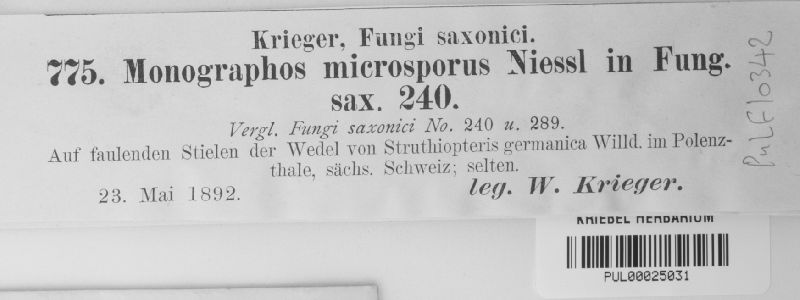 Krieger, Fungi saxonici.
775. Monographos microsporus Niessl in Fung.
sax. 240.
Vergl. Fungi saxonici No. 240 u. 289.
Auf faulenden Stielen der Wedel von Struthiopteris germanica Willd. im Polenz-
thale, sächs. Schweiz; selten.
23. Mai 1892.
leg. W. Krieger.
PULE10342
KRIEBEL HERBARIUM
PUL00025031